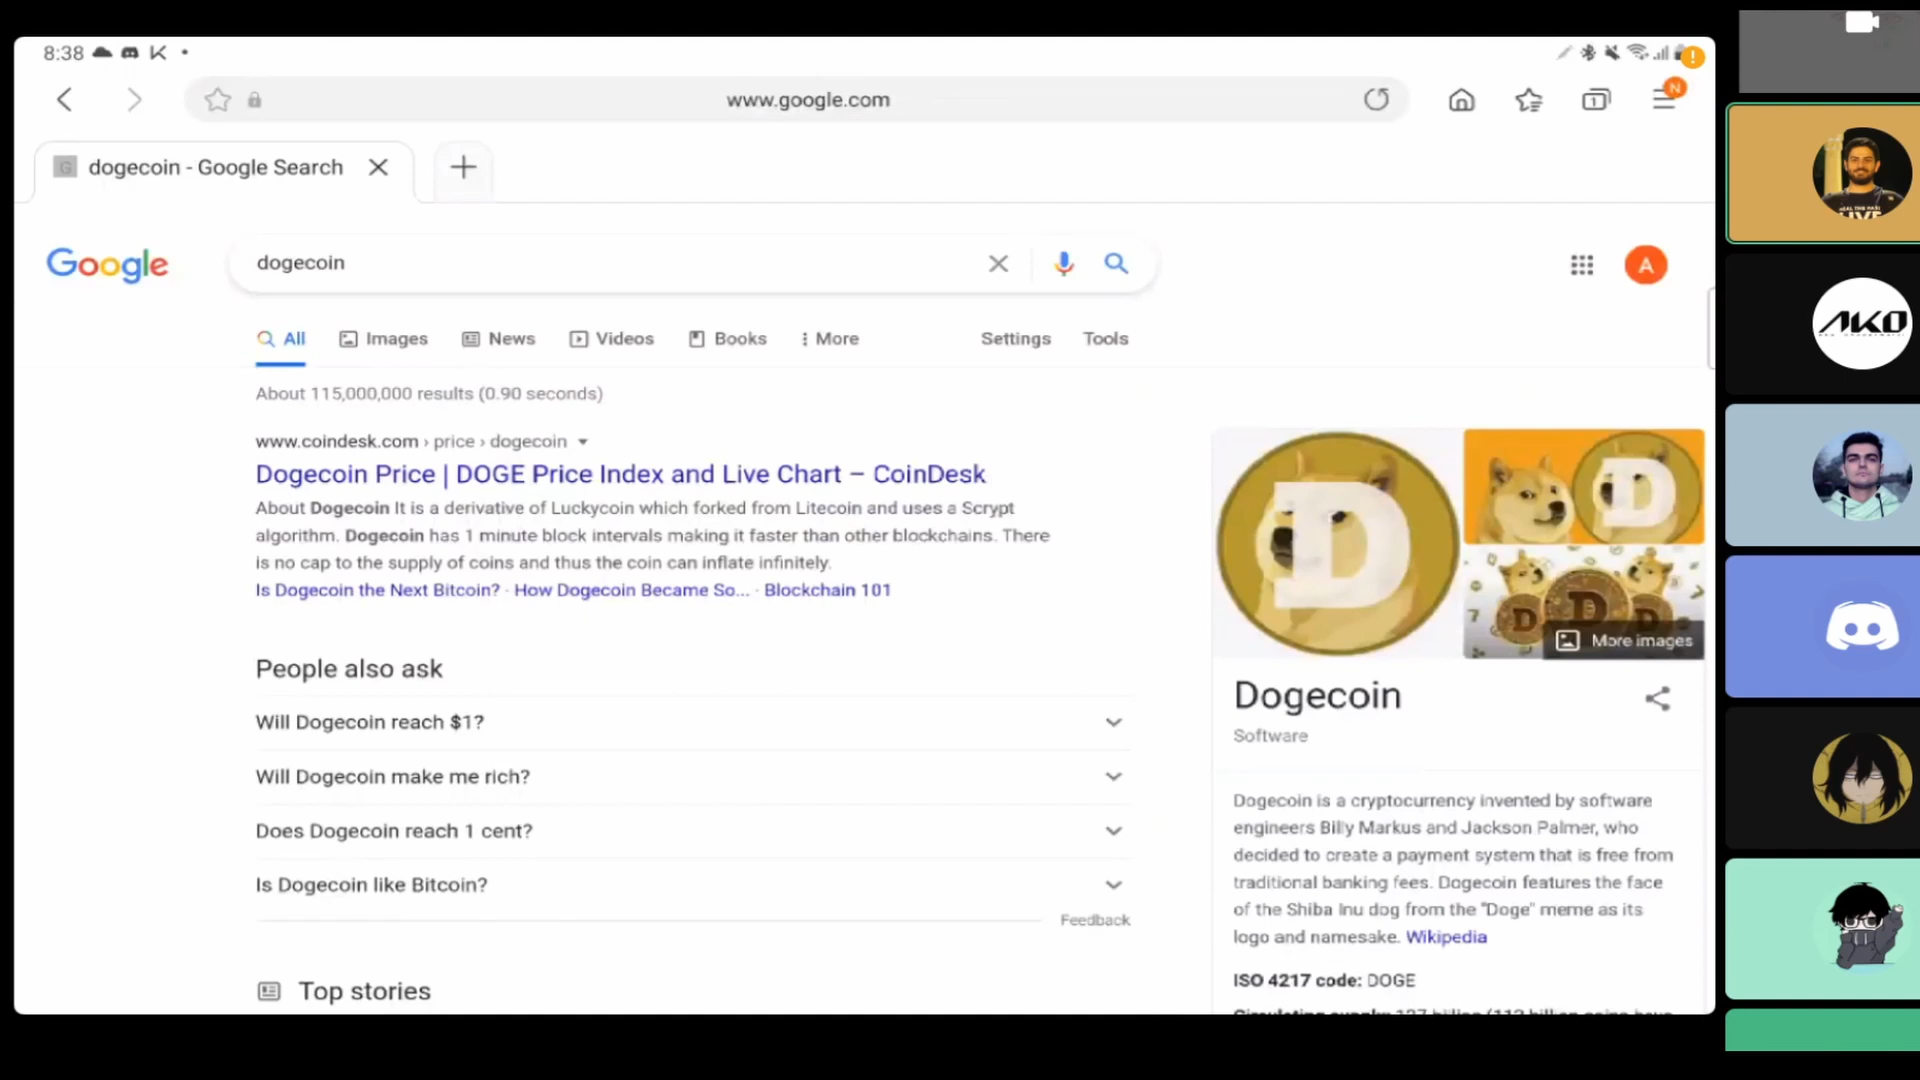 8:38
www.google.com
N
dogecoin - Google Search
Google
dogecoin
A
All
Images
News
Videos
Books
More
Settings
Tools
About 115,000,000 results (0.90 seconds)
www.coindesk.com › price › dogecoin
Dogecoin Price | DOGE Price Index and Live Chart – CoinDesk
About Dogecoin It is a derivative of Luckycoin which forked from Litecoin and uses a Scrypt
algorithm. Dogecoin has 1 minute block intervals making it faster than other blockchains. There
is no cap to the supply of coins and thus the coin can inflate infinitely.
Is Dogecoin the Next Bitcoin? · How Dogecoin Became So... · Blockchain 101
People also ask
Will Dogecoin reach $1?
Will Dogecoin make me rich?
Does Dogecoin reach 1 cent?
Is Dogecoin like Bitcoin?
Feedback
Top stories
More images
Dogecoin
Software
Dogecoin is a cryptocurrency invented by software
engineers Billy Markus and Jackson Palmer, who
decided to create a payment system that is free from
traditional banking fees. Dogecoin features the face
of the Shiba Inu dog from the "Doge" meme as its
logo and namesake. Wikipedia
ISO 4217 code: DOGE
AKO